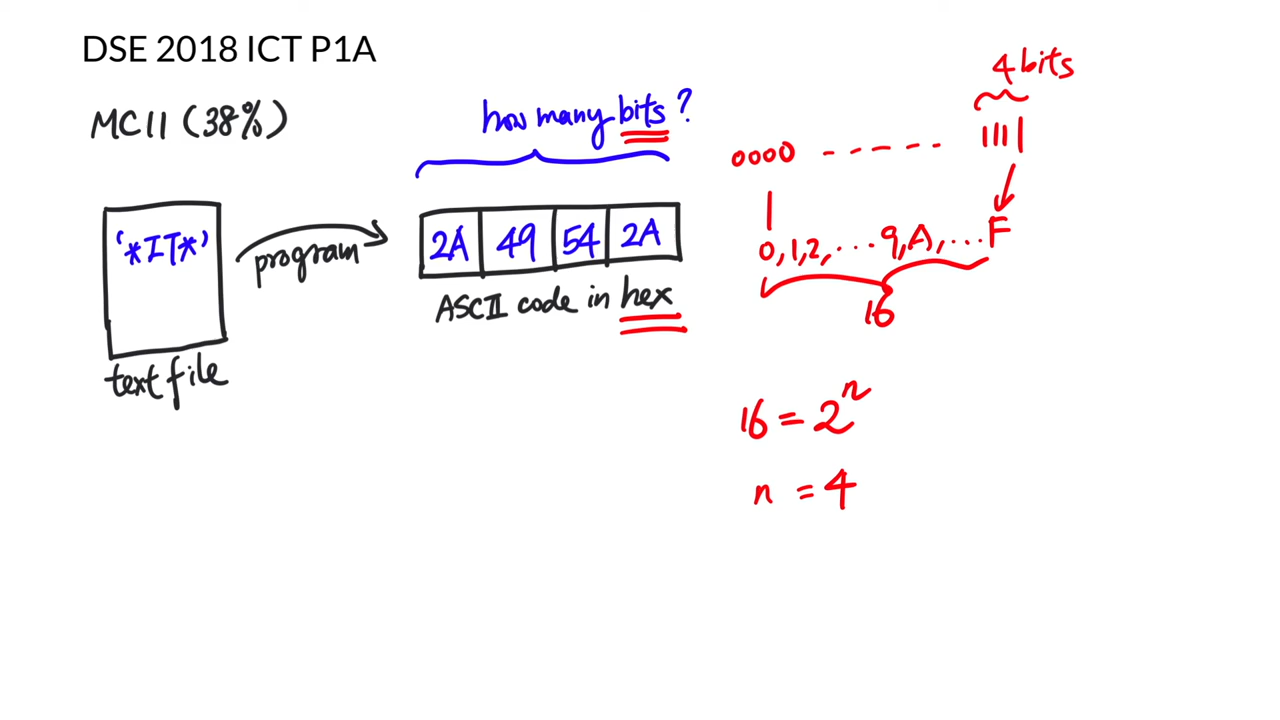 DSE 2018 ICT P1A
MC11 (38%)
'*IT*'
text file
program
how many bits ?
2A 49 54 2A
ASCII code in hex
4 bits
0000 ------ 1111
0,1,2,...9,A,...F
16
16 = 2^n
n = 4